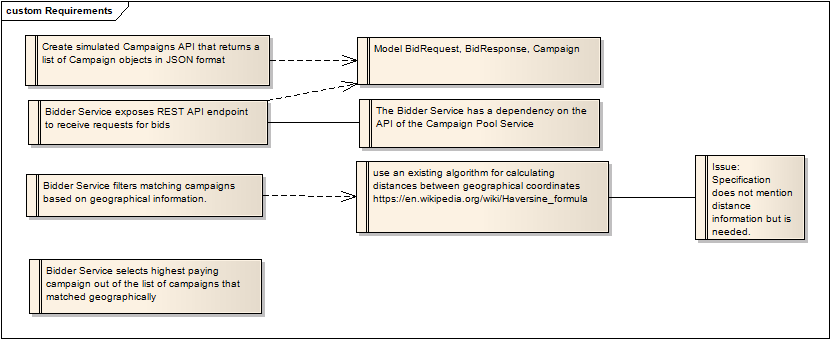 custom Requirements
Create simulated Campaigns API that returns a
list of Campaign objects in JSON format
Model BidRequest, BidResponse, Campaign
Bidder Service exposes REST API endpoint
to receive requests for bids
The Bidder Service has a dependency on the
API of the Campaign Pool Service
Bidder Service filters matching campaigns
based on geographical information.
use an existing algorithm for calculating
distances between geographical coordinates
https://en.wikipedia.org/wiki/Haversine_formula
Issue:
Specification
does not mention
distance
information but is
needed.
Bidder Service selects highest paying
campaign out of the list of campaigns that
matched geographically